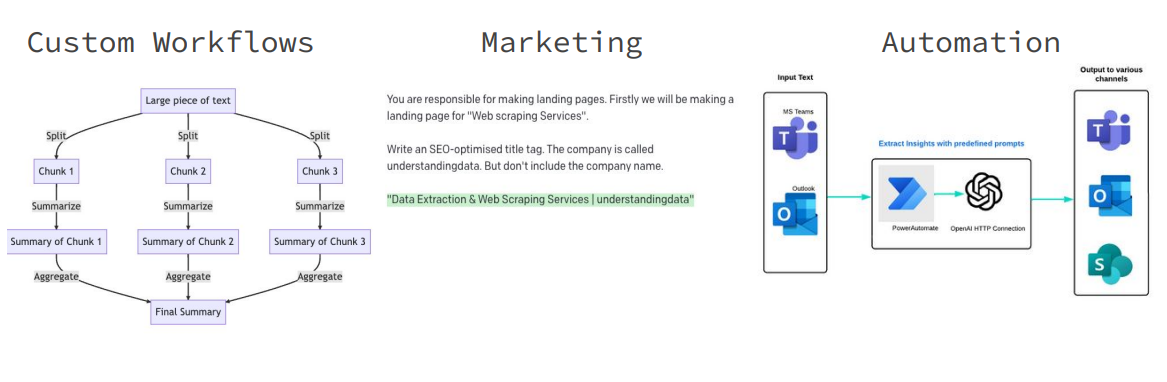 Custom Workflows
Large piece of text
Split
Split
Split
Chunk 1
Chunk 2
Chunk 3
Summarize
Summarize
Summarize
Summary of Chunk 1
Summary of Chunk 2
Summary of Chunk 3
Aggregate
Aggregate
Aggregate
Final Summary
Marketing
You are responsible for making landing pages. Firstly we will be making a
landing page for "Web scraping Services".
Write an SEO-optimised title tag. The company is called
understandingdata. But don't include the company name.
"Data Extraction & Web Scraping Services | understandingdata"
Automation
Input Text
MS Teams
T
Outlook
O
Extract Insights with predefined prompts
PowerAutomate
OpenAI HTTP Connection
Output to various
channels
T
O
S